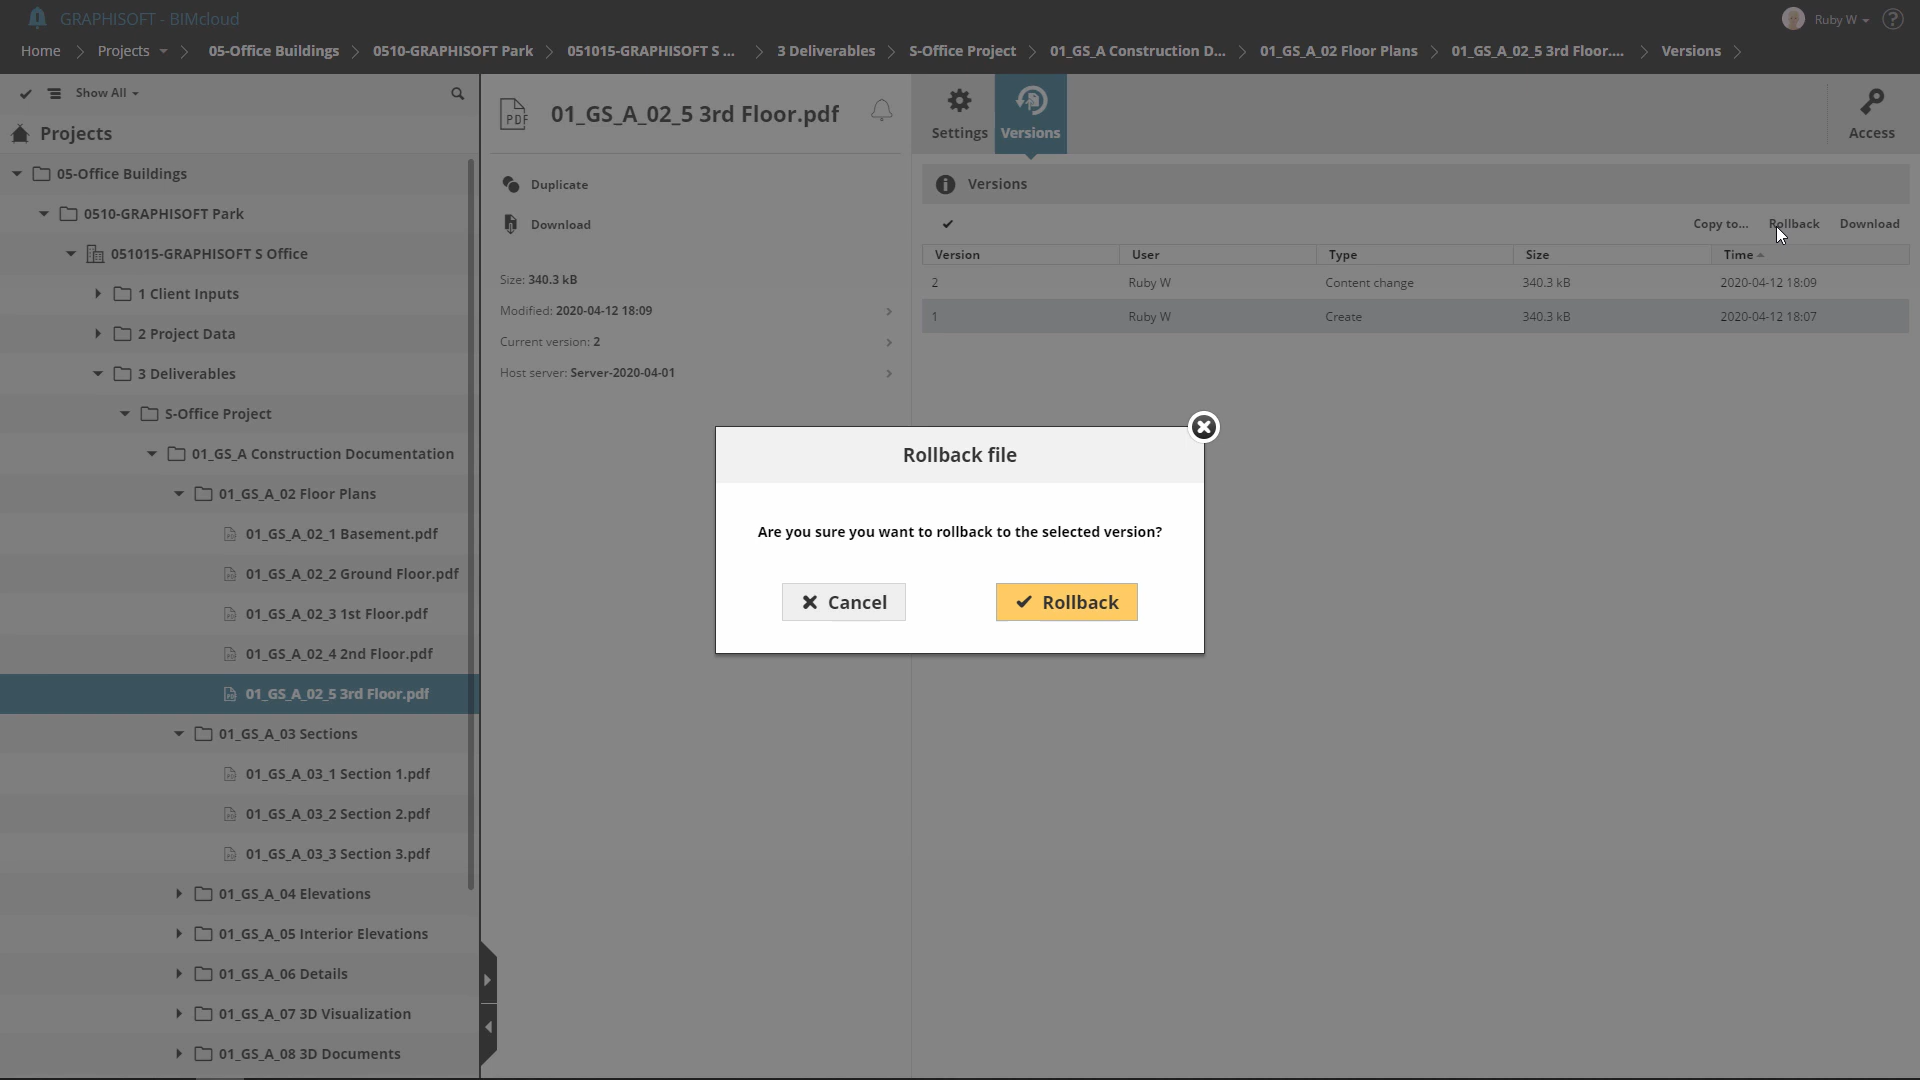 GRAPHISOFT - BIMcloud
Ruby W
Home
Projects
05-Office Buildings
0510-GRAPHISOFT Park
051015-GRAPHISOFT S ...
3 Deliverables
S-Office Project
01_GS_A Construction D...
01_GS_A_02 Floor Plans
01_GS_A_02_5 3rd Floor....
Versions
Show All
Projects
05-Office Buildings
0510-GRAPHISOFT Park
051015-GRAPHISOFT S Office
1 Client Inputs
2 Project Data
3 Deliverables
S-Office Project
01_GS_A Construction Documentation
01_GS_A_02 Floor Plans
01_GS_A_02_1 Basement.pdf
01_GS_A_02_2 Ground Floor.pdf
01_GS_A_02_3 1st Floor.pdf
01_GS_A_02_4 2nd Floor.pdf
01_GS_A_02_5 3rd Floor.pdf
01_GS_A_03 Sections
01_GS_A_03_1 Section 1.pdf
01_GS_A_03_2 Section 2.pdf
01_GS_A_03_3 Section 3.pdf
01_GS_A_04 Elevations
01_GS_A_05 Interior Elevations
01_GS_A_06 Details
01_GS_A_07 3D Visualization
01_GS_A_08 3D Documents
PDF
01_GS_A_02_5 3rd Floor.pdf
Duplicate
Download
Size: 340.3 kB
Modified: 2020-04-12 18:09
Current version: 2
Host server: Server-2020-04-01
Settings
Versions
Access
Versions
Copy to... Rollback Download
Version User Type Size Time
2 Ruby W Content change 340.3 kB 2020-04-12 18:09
1 Ruby W Create 340.3 kB 2020-04-12 18:07
Rollback file
Are you sure you want to rollback to the selected version?
Cancel
Rollback